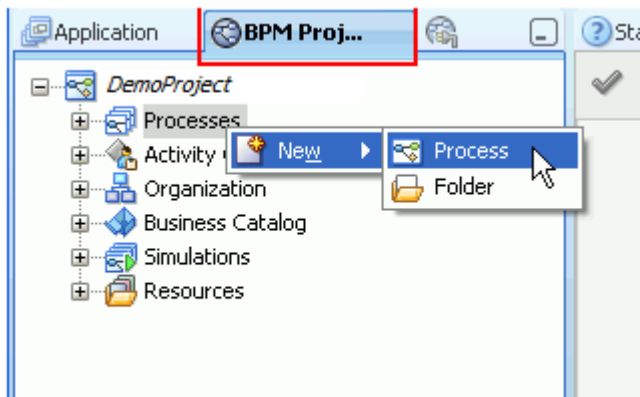 Application
BPM Proj...
Sta
DemoProject
Processes
Activity
New
Process
Organization
Folder
Business Catalog
Simulations
Resources